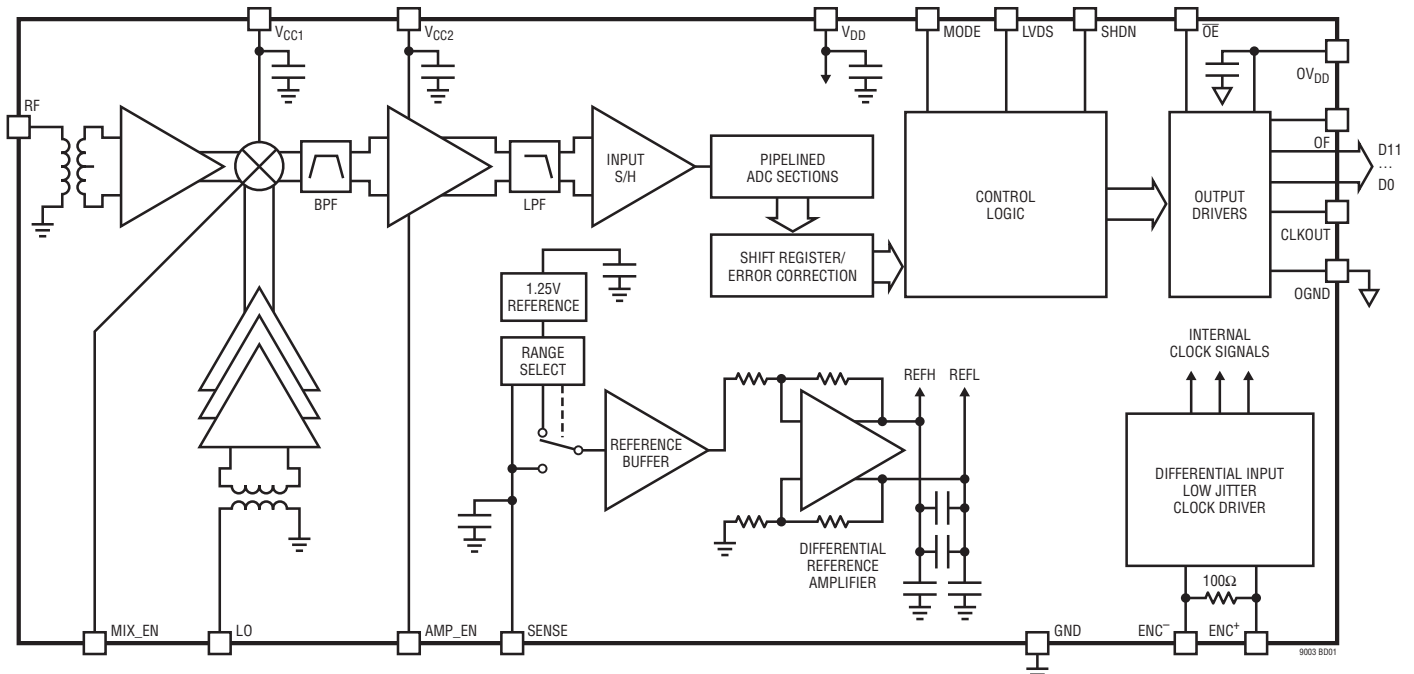 VCC1
VCC2
VDD
MODE
LVDS
SHDN
OE
OVDD
RF
OF
D11
...
D0
CLKOUT
OGND
BPF
LPF
INPUT
S/H
PIPELINED
ADC SECTIONS
SHIFT REGISTER/
ERROR CORRECTION
CONTROL
LOGIC
OUTPUT
DRIVERS
1.25V
REFERENCE
RANGE
SELECT
REFERENCE
BUFFER
REFH
REFL
DIFFERENTIAL
REFERENCE
AMPLIFIER
INTERNAL
CLOCK SIGNALS
DIFFERENTIAL INPUT
LOW JITTER
CLOCK DRIVER
100Ω
MIX_EN
LO
AMP_EN
SENSE
GND
ENC–
ENC+
9003 BD01